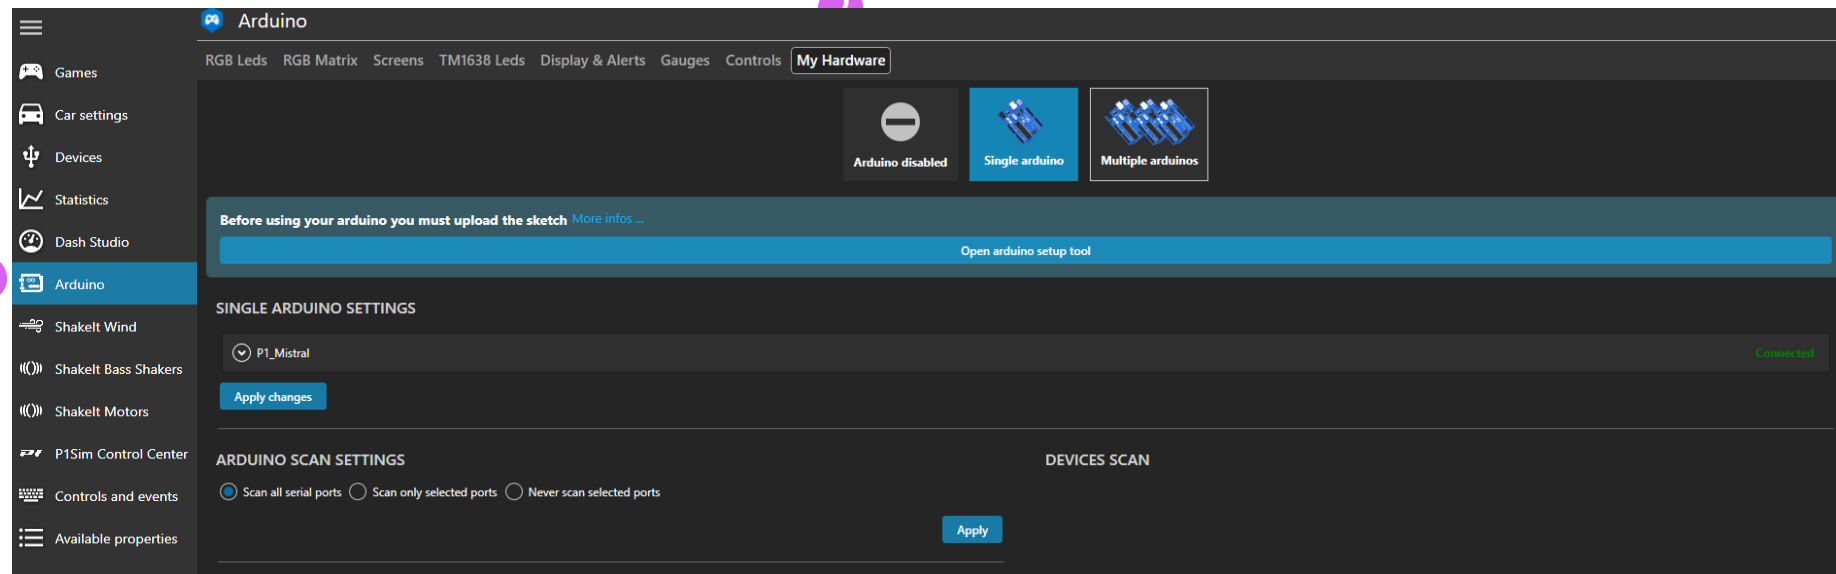 Arduino
RGB Leds RGB Matrix Screens TM1638 Leds Display & Alerts Gauges Controls My Hardware
Games
Car settings
Devices
Statistics
Dash Studio
Arduino
ShakeIt Wind
ShakeIt Bass Shakers
ShakeIt Motors
P1Sim Control Center
Controls and events
Available properties
Arduino disabled
Single arduino
Multiple arduinos
Before using your arduino you must upload the sketch More infos ...
Open arduino setup tool
SINGLE ARDUINO SETTINGS
P1_Mistral Connected
Apply changes
ARDUINO SCAN SETTINGS
Scan all serial ports Scan only selected ports Never scan selected ports
Apply
DEVICES SCAN